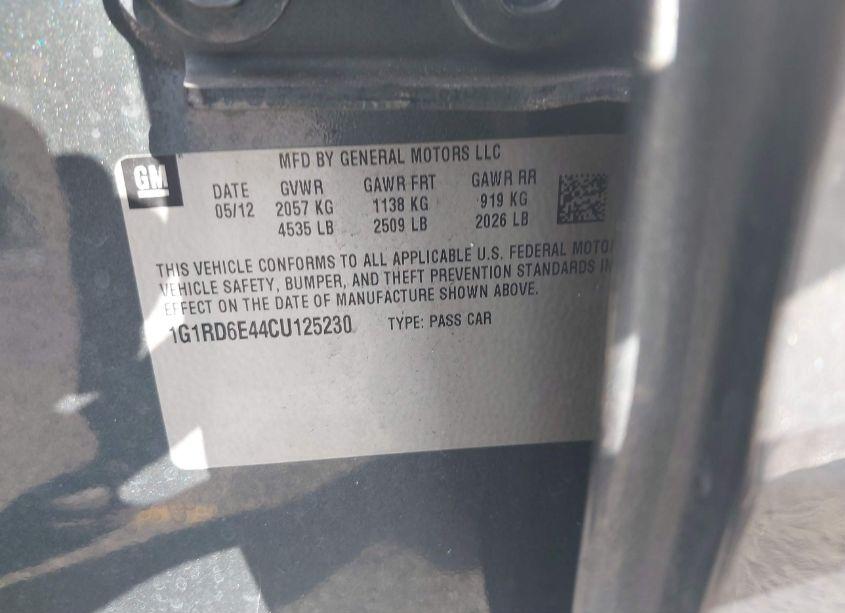 MFD BY GENERAL MOTORS LLC
GM
DATE GVWR GAWR FRT GAWR RR
05/12 2057 KG 1138 KG 919 KG
4535 LB 2509 LB 2026 LB
THIS VEHICLE CONFORMS TO ALL APPLICABLE U.S. FEDERAL MOTOR
VEHICLE SAFETY, BUMPER, AND THEFT PREVENTION STANDARDS IN
EFFECT ON THE DATE OF MANUFACTURE SHOWN ABOVE.
1G1RD6E44CU125230 TYPE: PASS CAR